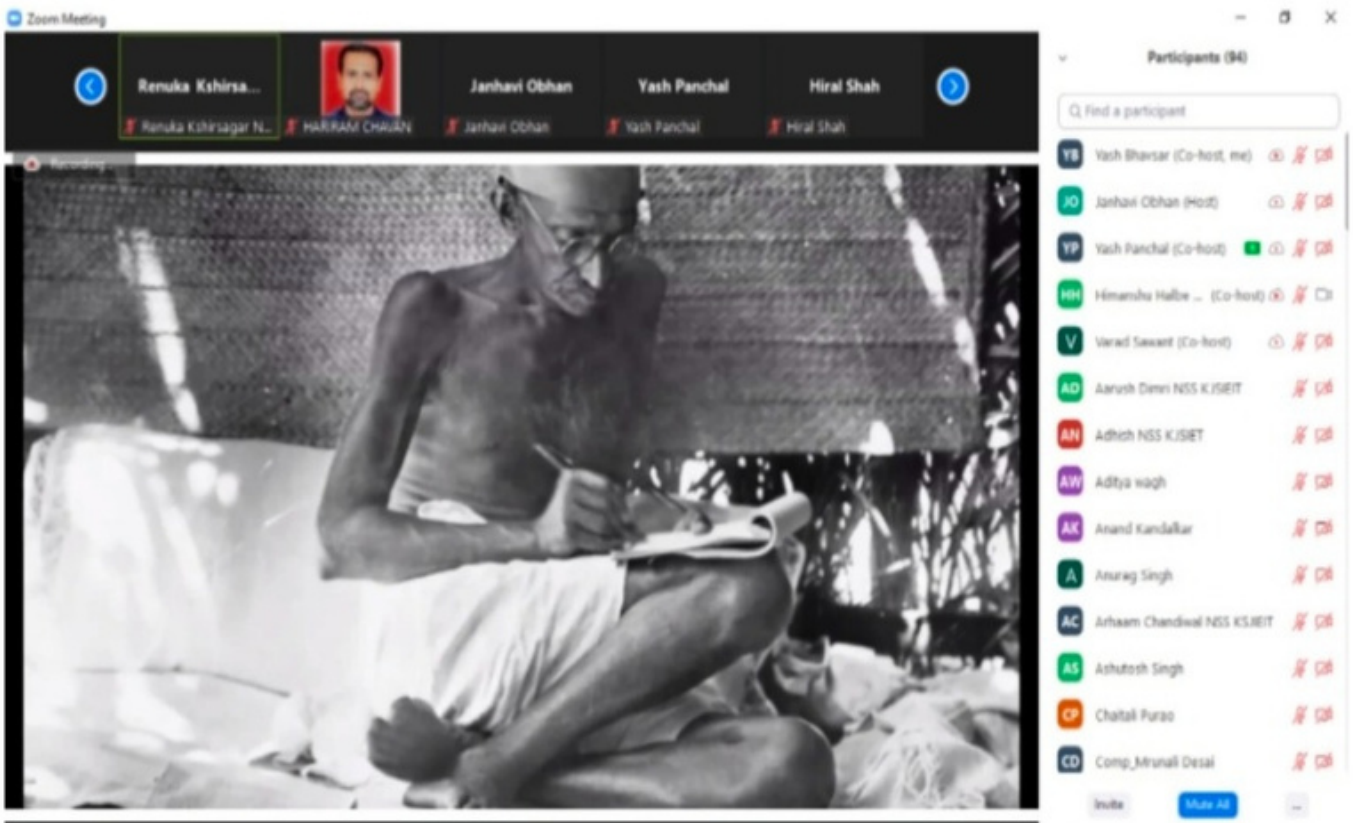 Zoom Meeting
Renuka Kshirsa...
Renuka Kshirsagar N...
HARIRAM CHAVAN
Janhavi Obhan
Janhavi Obhan
Yash Panchal
Yash Panchal
Hiral Shah
Hiral Shah
Recording...
Participants (94)
Find a participant
YB Yash Bhavsar (Co-host, me)
JO Janhavi Obhan (Host)
YP Yash Panchal (Co-host)
HH Himanshu Halbe ... (Co-host)
V Varad Sawant (Co-host)
AD Aarush Dimri NSS KJSIEIT
AN Adhish NSS KJSIET
AW Aditya wagh
AK Anand Kandalkar
A Anurag Singh
AC Arhaam Chandiwal NSS KSJIEIT
AS Ashutosh Singh
CP Chaitali Purao
CD Comp_Mrunali Desai
Invite Mute All ...